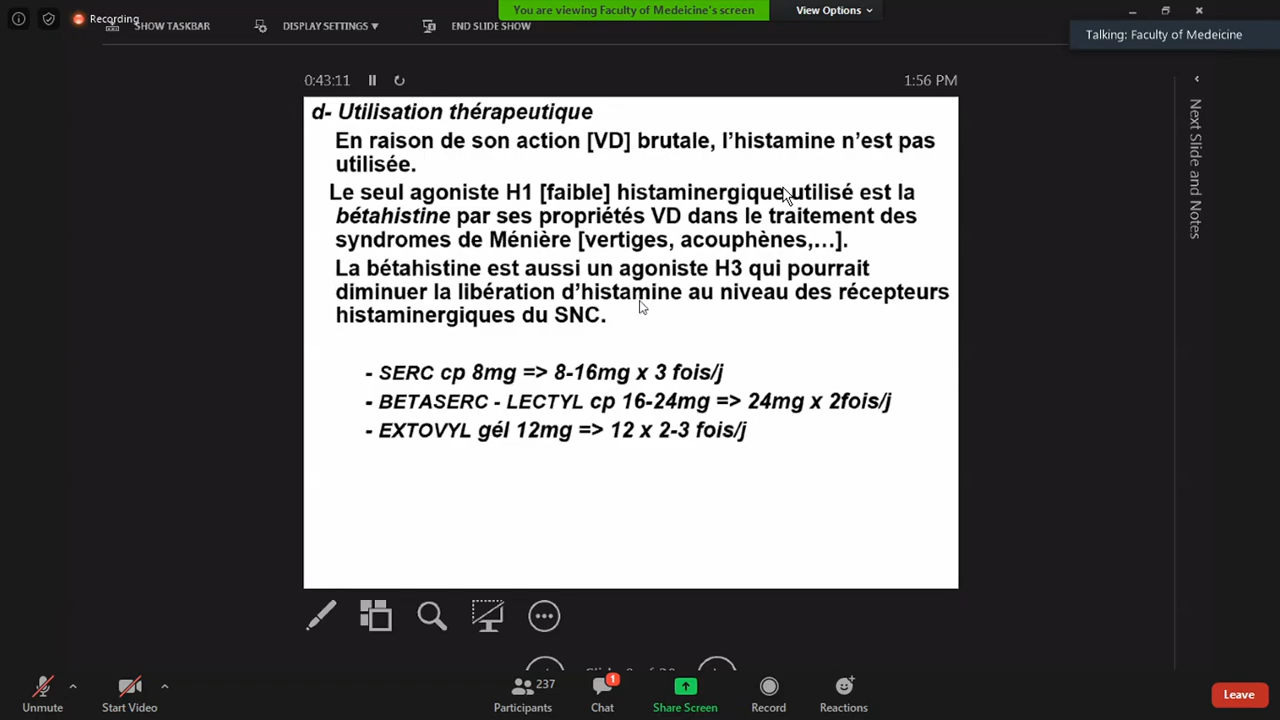 Recording
SHOW TASKBAR
DISPLAY SETTINGS ▾
END SLIDE SHOW
You are viewing Faculty of Medeicine's screen
View Options
Talking: Faculty of Medeicine
0:43:11
1:56 PM
Next Slide and Notes
d- Utilisation thérapeutique
En raison de son action [VD] brutale, l'histamine n'est pas
utilisée.
Le seul agoniste H1 [faible] histaminergique utilisé est la
bétahistine par ses propriétés VD dans le traitement des
syndromes de Ménière [vertiges, acouphènes,...].
La bétahistine est aussi un agoniste H3 qui pourrait
diminuer la libération d'histamine au niveau des récepteurs
histaminergiques du SNC.
- SERC cp 8mg => 8-16mg x 3 fois/j
- BETASERC - LECTYL cp 16-24mg => 24mg x 2fois/j
- EXTOVYL gél 12mg => 12 x 2-3 fois/j
Unmute
Start Video
237
Participants
1
Chat
Share Screen
Record
Reactions
Leave